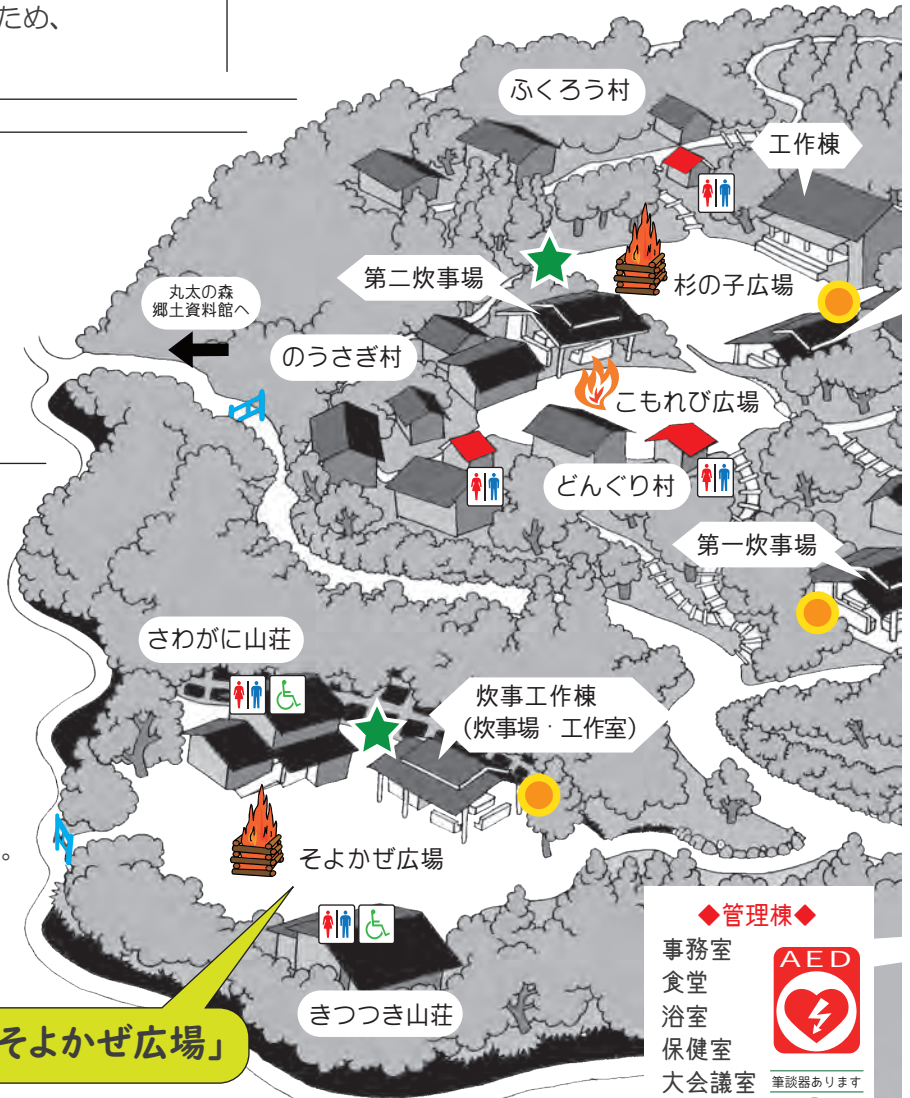 ため、
ふくろう村
工作棟
第二炊事場
杉の子広場
丸太の森
郷土資料館へ
のうさぎ村
こもれび広場
どんぐり村
第一炊事場
さわがに山荘
炊事工作棟
(炊事場・工作室)
。
そよかぜ広場
きつつき山荘
そよかぜ広場」
◆管理棟◆
事務室
食堂
浴室
保健室
大会議室
AED
筆談器あります